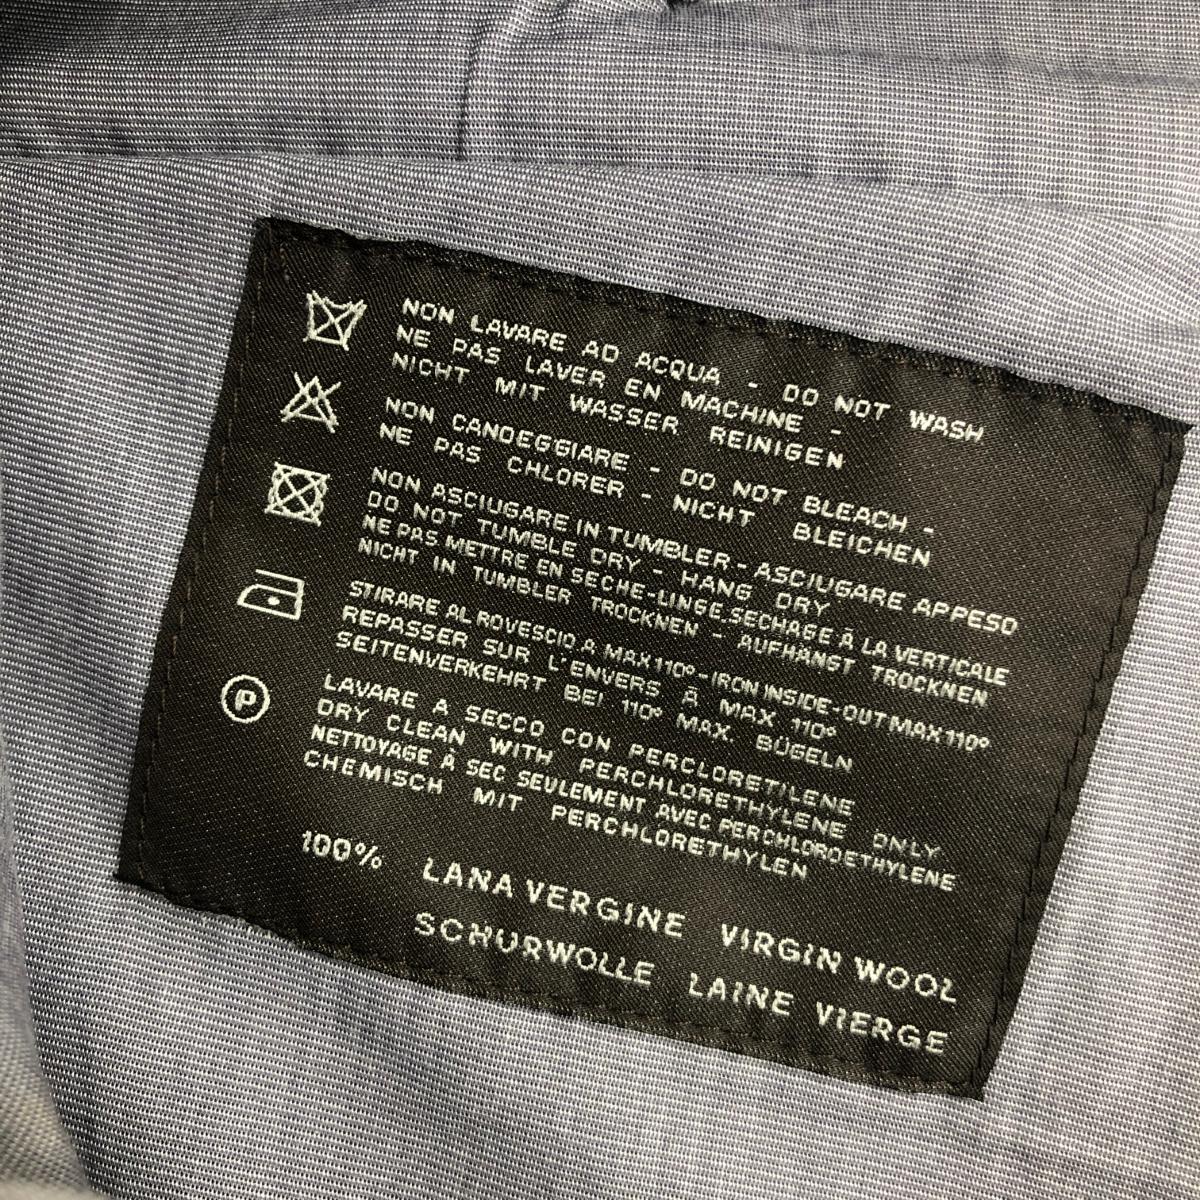 NON LAVARE AD ACQUA - DO NOT WASH
NE PAS LAVER EN MACHINE -
NICHT MIT WASSER REINIGEN
NON CANDEGGIARE - DO NOT BLEACH -
NE PAS CHLORER - NICHT BLEICHEN
NON ASCIUGARE IN TUMBLER - ASCIUGARE APPESO
DO NOT TUMBLE DRY - HANG DRY
NE PAS METTRE EN SECHE-LINGE.SECHAGE À LA VERTICALE
NICHT IN TUMBLER TROCKNEN - AUFHÄNGT TROCKNEN
STIRARE AL ROVESCIO A MAX 110° - IRON INSIDE-OUT MAX 110°
REPASSER SUR L'ENVERS À MAX 110°
SEITENVERKEHRT BEI 110° MAX. BÜGELN
P
LAVARE A SECCO CON PERCLORETILENE
DRY CLEAN WITH PERCHLORETHYLENE ONLY.
NETTOYAGE À SEC SEULEMENT AVEC PERCHLOROETHYLENE
CHEMISCH MIT PERCHLORETHYLEN
100% LANA VERGINE VIRGIN WOOL
SCHURWOLLE LAINE VIERGE